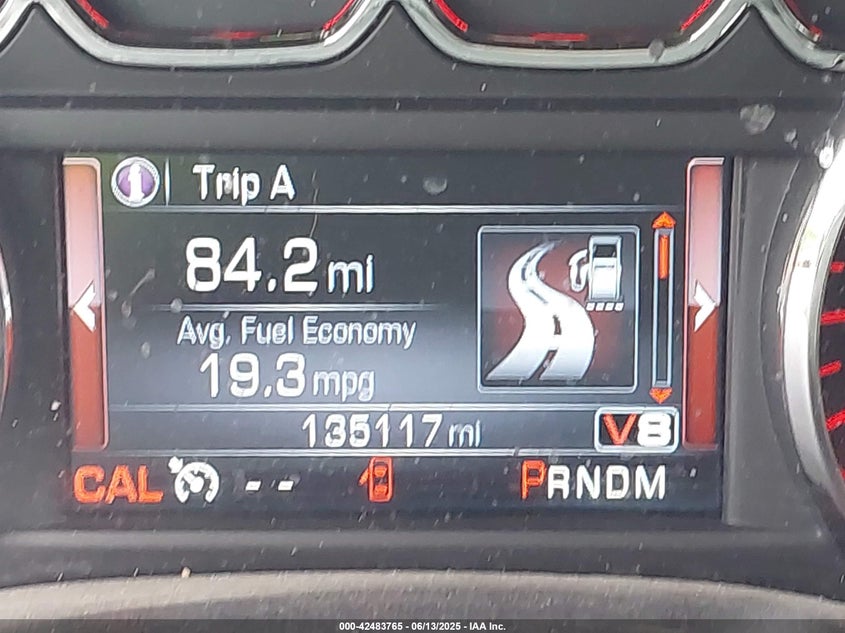 Trip A
84.2 mi
Avg. Fuel Economy
19.3 mpg
135117 mi V8
CAL -- PRNDM
000-42483765 - 06/13/2025 - IAA Inc.